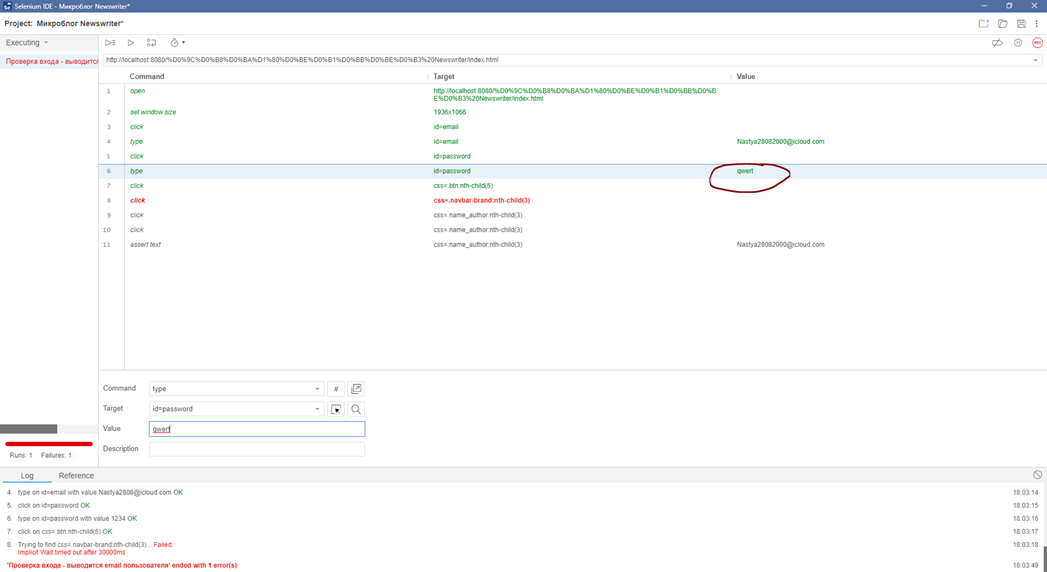 Selenium IDE - Микроблог Newswriter*
Project: Микроблог Newswriter*
Executing
REC
Проверка входа - выводится
http://localhost:8080/%D0%9C%D0%B8%D0%BA%D1%80%D0%BE%D0%B1%D0%BB%D0%BE%D0%B3%20Newswriter/index.html
Command Target Value
1 open http://localhost:8080/%D0%9C%D0%B8%D0%BA%D1%80%D0%BE%D0%B1%D0%BB%D0%B
E%D0%B3%20Newswriter/index.html
2 set window size 1936x1066
3 click id=email
4 type id=email Nastya28082000@icloud.com
5 click id=password
6 type id=password qwert
7 click css=.btn:nth-child(5)
8 click css=.navbar-brand:nth-child(3)
9 click css=.name_author:nth-child(3)
10 click css=.name_author:nth-child(3)
11 assert text css=.name_author:nth-child(3) Nastya28082000@icloud.com
Command type //
Target id=password
Value qwert
Description
Runs: 1 Failures: 1
Log Reference
4. type on id=email with value Nastya2808@icloud.com OK 18:03:14
5. click on id=password OK 18:03:15
6. type on id=password with value 1234 OK 18:03:16
7. click on css=.btn:nth-child(5) OK 18:03:17
8. Trying to find css=.navbar-brand:nth-child(3)... Failed: 18:03:18
Implicit Wait timed out after 30000ms
'Проверка входа - выводится email пользователя' ended with 1 error(s) 18:03:49